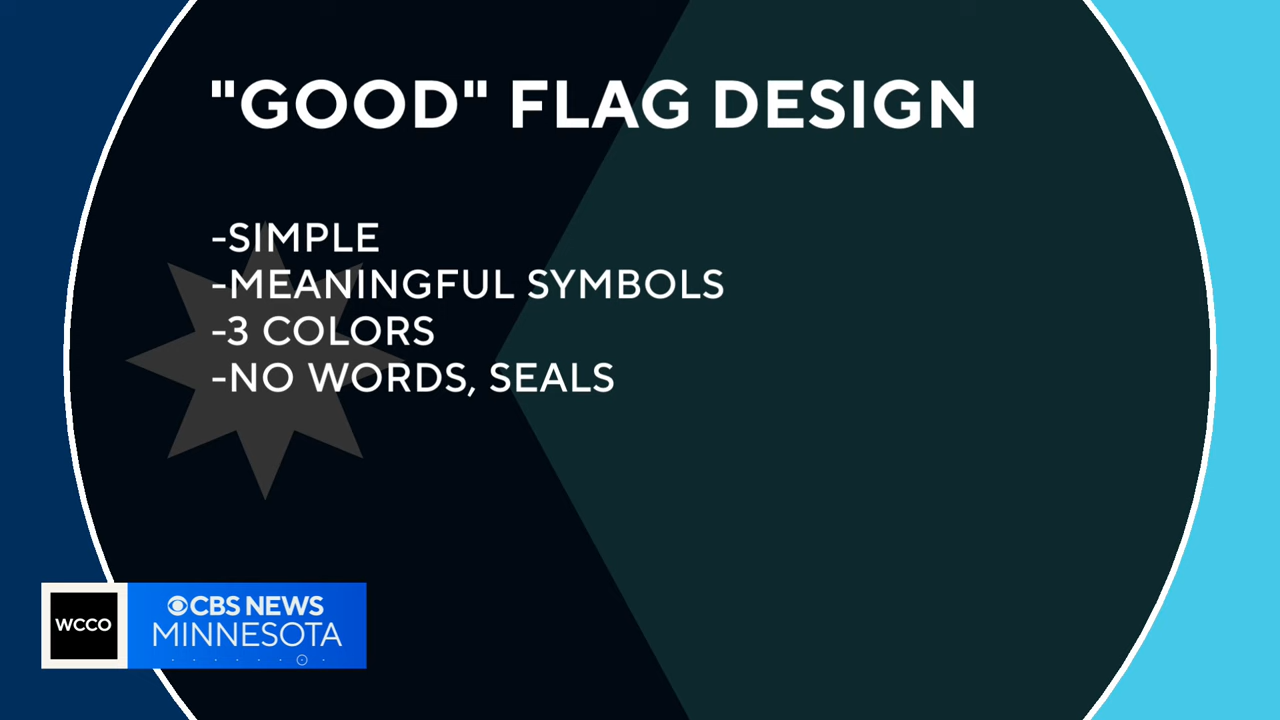 "GOOD" FLAG DESIGN
-SIMPLE
-MEANINGFUL SYMBOLS
-3 COLORS
-NO WORDS, SEALS
WCCO
CBS NEWS
MINNESOTA